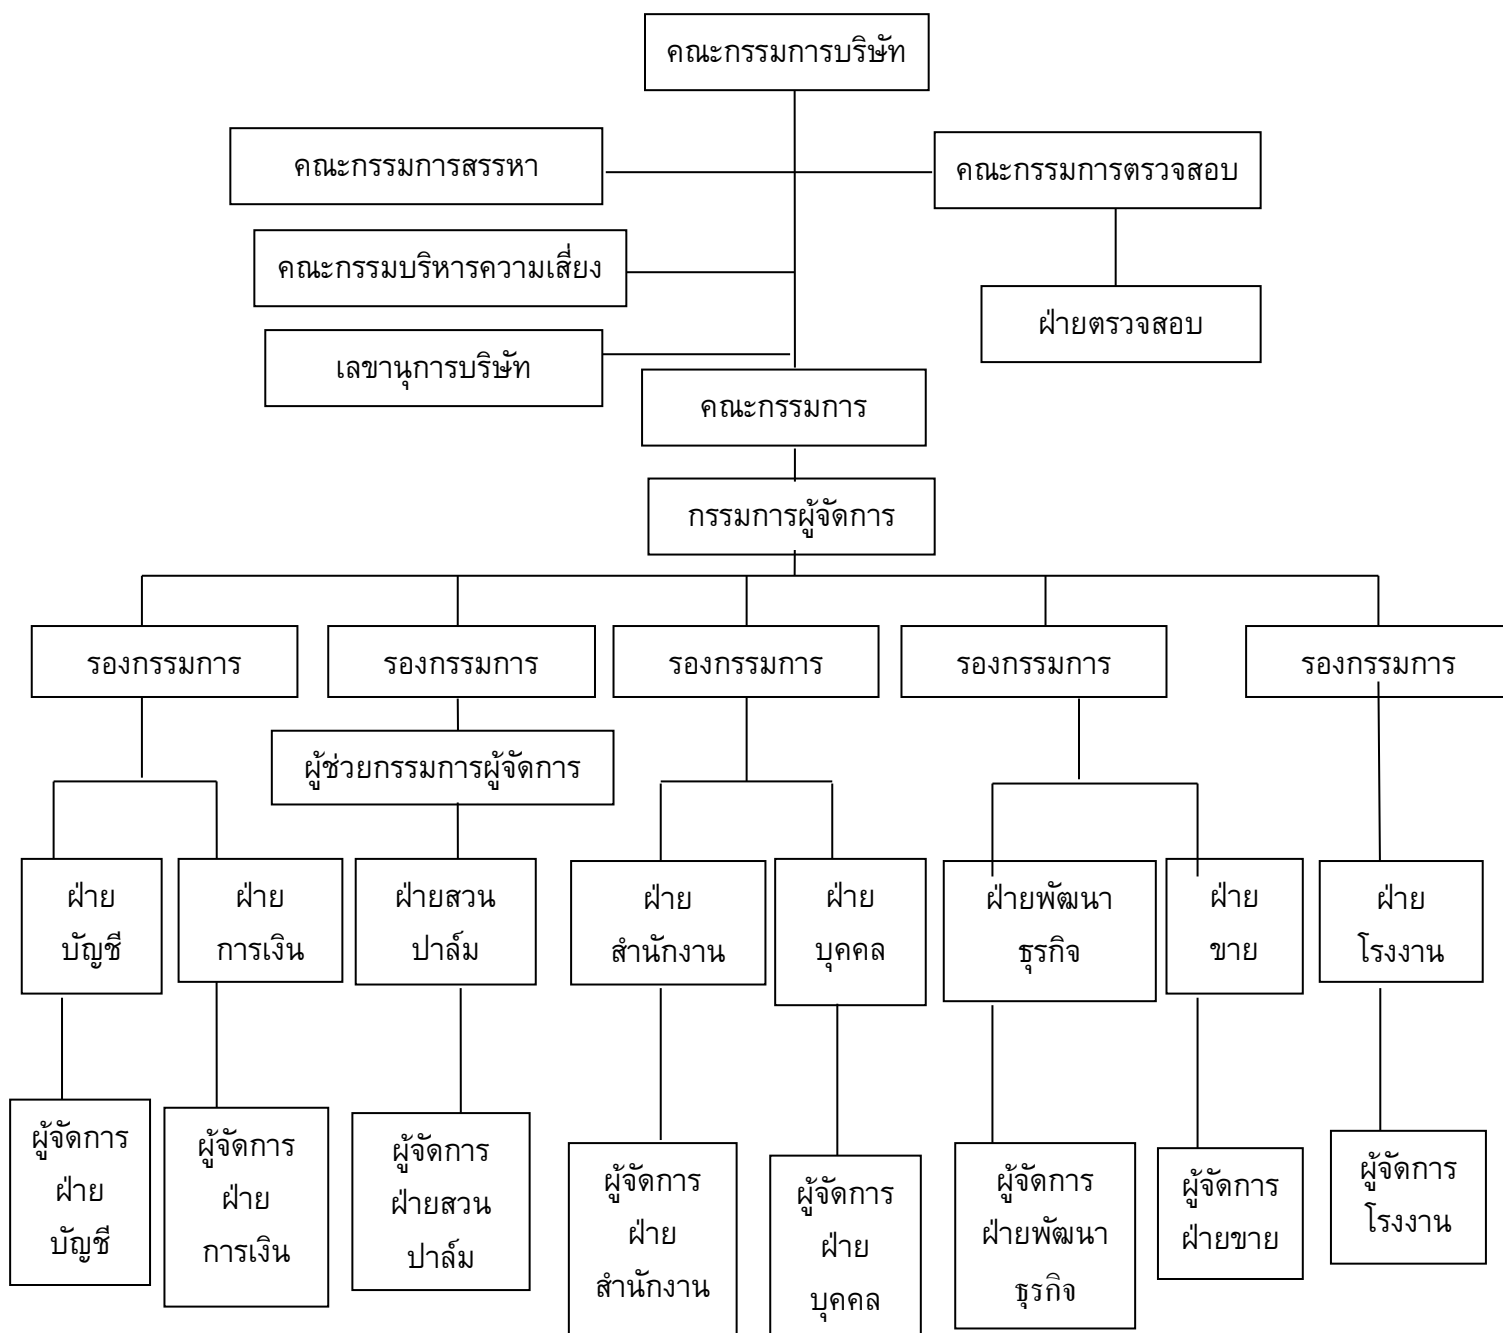 คณะกรรมการบริษัท
คณะกรรมการสรรหา
คณะกรรมการตรวจสอบ
คณะกรรมบริหารความเสี่ยง
ฝ่ายตรวจสอบ
เลขานุการบริษัท
คณะกรรมการ
กรรมการผู้จัดการ
รองกรรมการ
รองกรรมการ
รองกรรมการ
รองกรรมการ
รองกรรมการ
ผู้ช่วยกรรมการผู้จัดการ
ฝ่าย
บัญชี
ฝ่าย
การเงิน
ฝ่ายสวน
ปาล์ม
ฝ่าย
สำนักงาน
ฝ่าย
บุคคล
ฝ่ายพัฒนา
ธุรกิจ
ฝ่าย
ขาย
ฝ่าย
โรงงาน
ผู้จัดการ
ฝ่าย
บัญชี
ผู้จัดการ
ฝ่าย
การเงิน
ผู้จัดการ
ฝ่ายสวน
ปาล์ม
ผู้จัดการ
ฝ่าย
สำนักงาน
ผู้จัดการ
ฝ่าย
บุคคล
ผู้จัดการ
ฝ่ายพัฒนา
ธุรกิจ
ผู้จัดการ
ฝ่ายขาย
ผู้จัดการ
โรงงาน